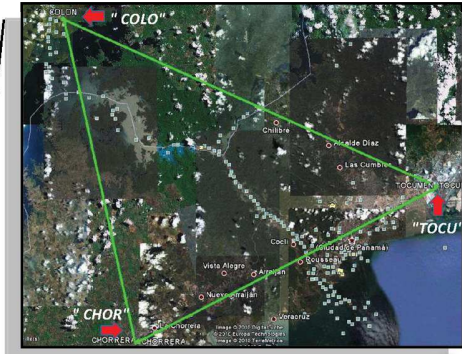 COLON
" COLO"
Chilibre
Alcalde Díaz
Las Cumbres
TOCUMEN TOCU
"TOCU"
Cocli
Ciudad de Panamá
Vista Alegre
Arraiján
Nuevo Arraiján
" CHOR"
La Chorrera
Veracruz
CHORRERA CHORRERA